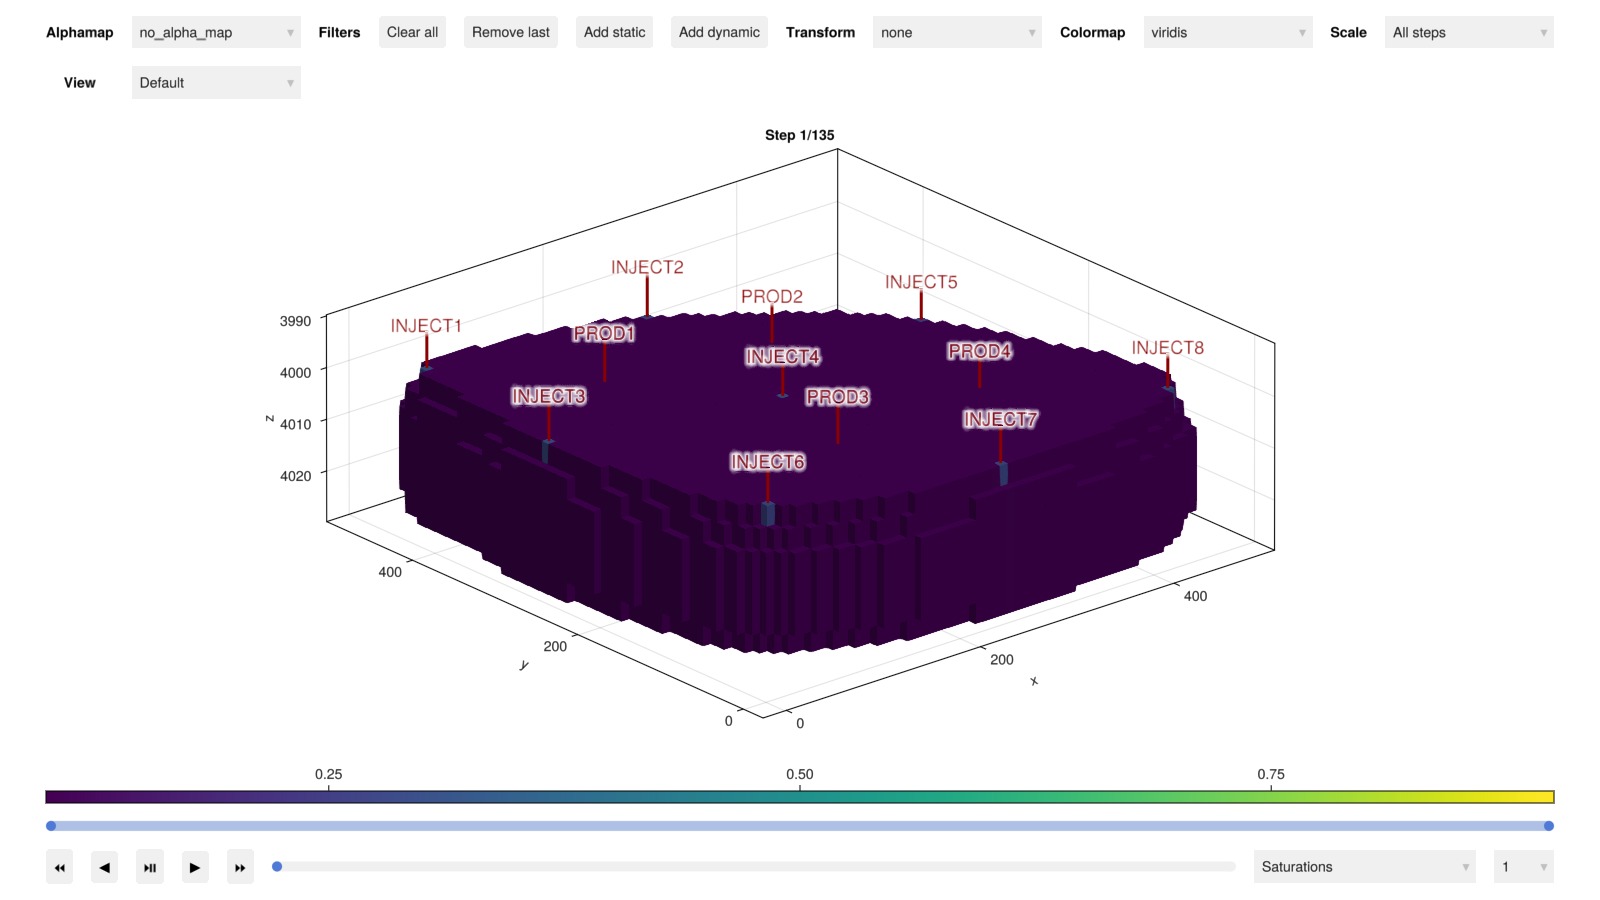 Alphamap no_alpha_map Filters Clear all Remove last Add static Add dynamic Transform none Colormap viridis Scale All steps
View Default
Step 1/135
INJECT2
INJECT5
PROD2
INJECT1
PROD1
INJECT8
PROD4
INJECT4
INJECT3
PROD3
INJECT7
INJECT6
3990
4000
4010
4020
z
400
200
0
y
0
200
400
x
0.25 0.50 0.75
Saturations 1